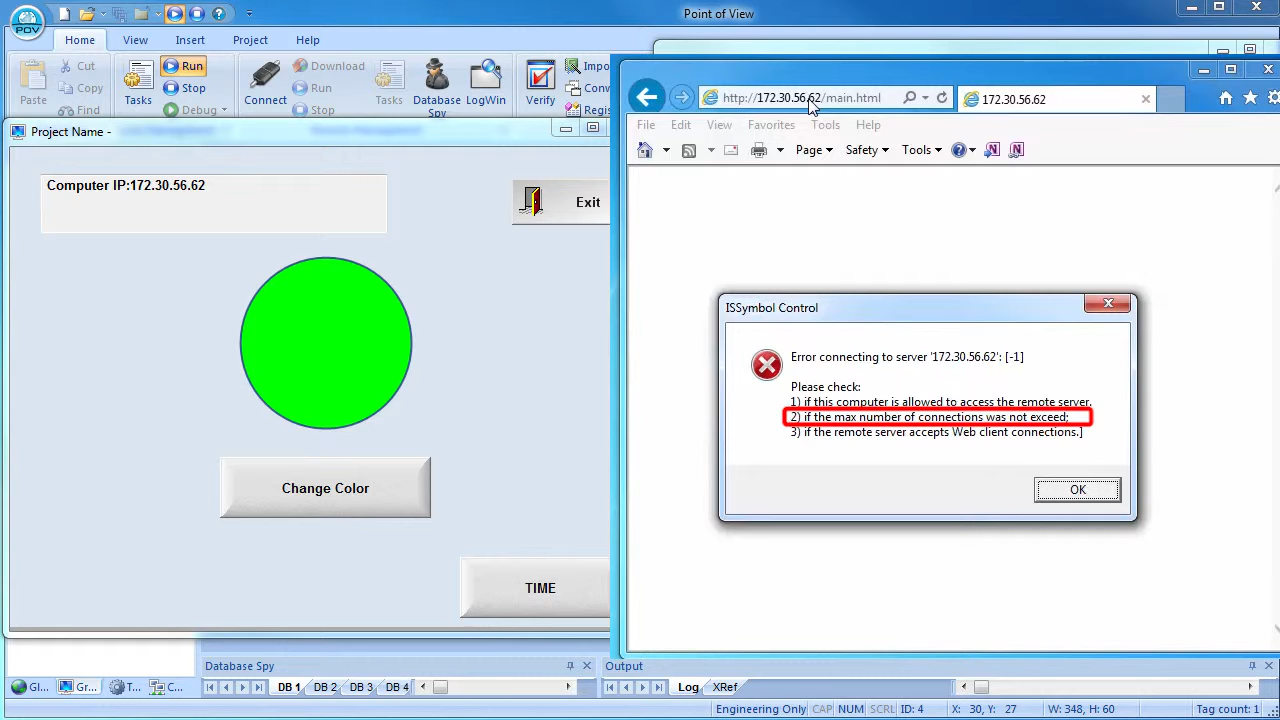 Point of View
POV
Home View Insert Project Help
Paste
Cut
Copy
Find
Tasks
Run
Stop
Debug
Connect
Download
Run
Stop
Tasks
Database Spy
LogWin
Verify
Impo
Conv
Regis
Project Name -
Computer IP:172.30.56.62
Exit
Change Color
TIME
http://172.30.56.62/main.html
172.30.56.62
File Edit View Favorites Tools Help
Page Safety Tools
ISSymbol Control
Error connecting to server '172.30.56.62': [-1]
Please check:
1) if this computer is allowed to access the remote server.
2) if the max number of connections was not exceed;
3) if the remote server accepts Web client connections.]
OK
Database Spy
Output
Gl... Gr... T... C...
DB 1 DB 2 DB 3 DB 4
Log XRef
Engineering Only CAP NUM SCRL ID: 4 X: 30, Y: 27 W: 348, H: 60 Tag count: 1